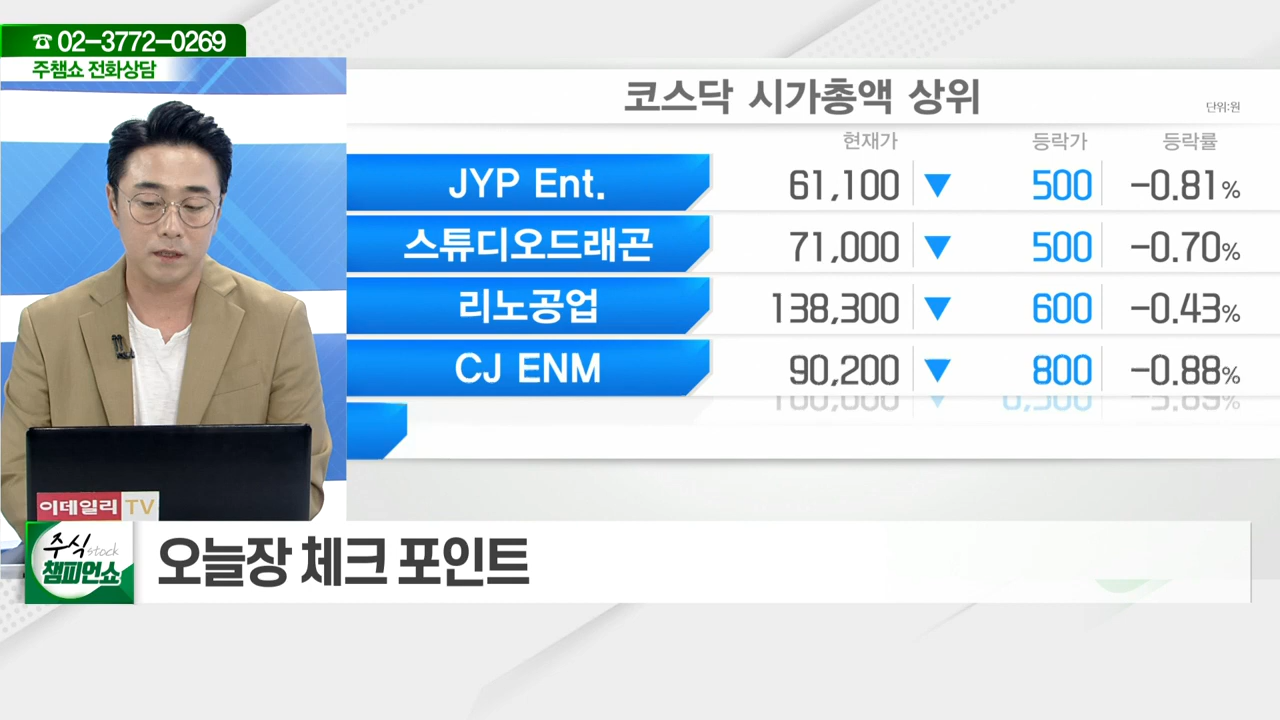 ☎ 02-3772-0269
주챔쇼 전화상담
코스닥 시가총액 상위
단위:원
현재가 등락가 등락률
JYP Ent. 61,100 ▼ 500 -0.81%
스튜디오드래곤 71,000 ▼ 500 -0.70%
리노공업 138,300 ▼ 600 -0.43%
CJ ENM 90,200 ▼ 800 -0.88%
이데일리 TV
주식 stock
챔피언쇼
오늘장 체크 포인트